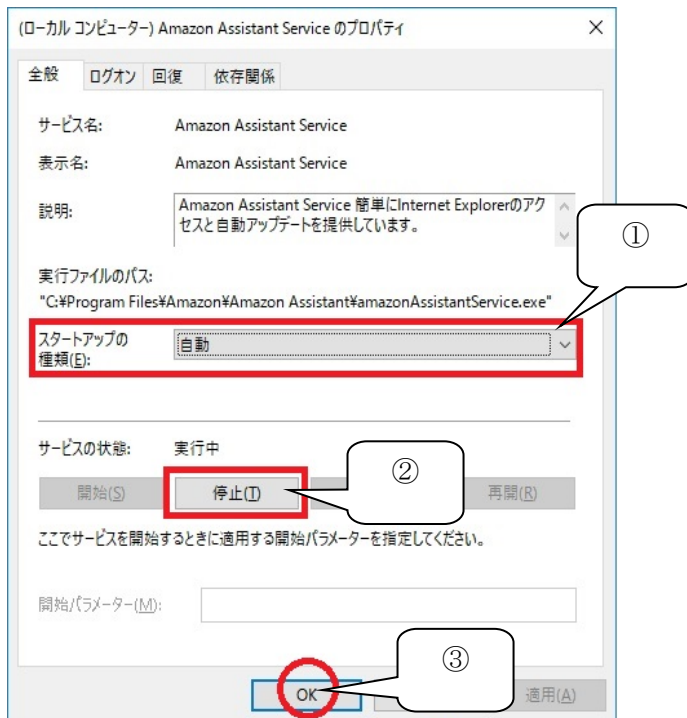 (ローカル コンピューター) Amazon Assistant Service のプロパティ
全般 ログオン 回復 依存関係
サービス名: Amazon Assistant Service
表示名: Amazon Assistant Service
説明: Amazon Assistant Service 簡単にInternet Explorerのアク
セスと自動アップデートを提供しています。
①
実行ファイルのパス:
"C:¥Program Files¥Amazon¥Amazon Assistant¥amazonAssistantService.exe"
スタートアップの
種類(E): 自動
サービスの状態: 実行中
②
開始(S) 停止(T) 再開(R)
ここでサービスを開始するときに適用する開始パラメーターを指定してください。
開始パラメーター(M):
③
OK 適用(A)